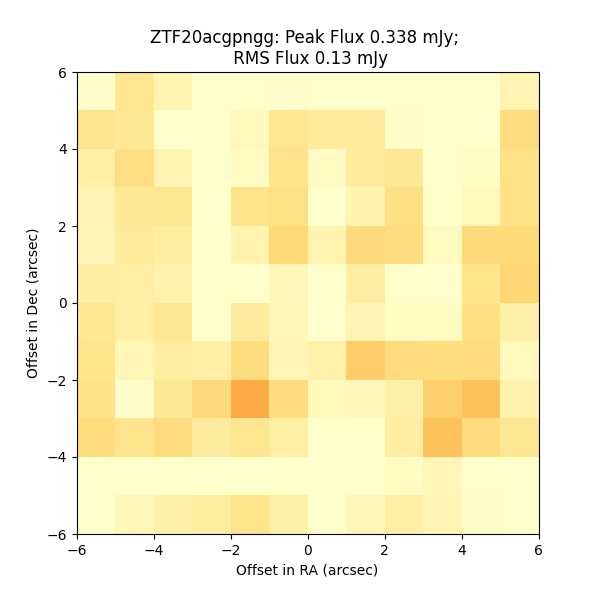 ZTF20acgpngg: Peak Flux 0.338 mJy;
RMS Flux 0.13 mJy
6
4
2
0
−2
−4
−6
Offset in Dec (arcsec)
−6 −4 −2 0 2 4 6
Offset in RA (arcsec)